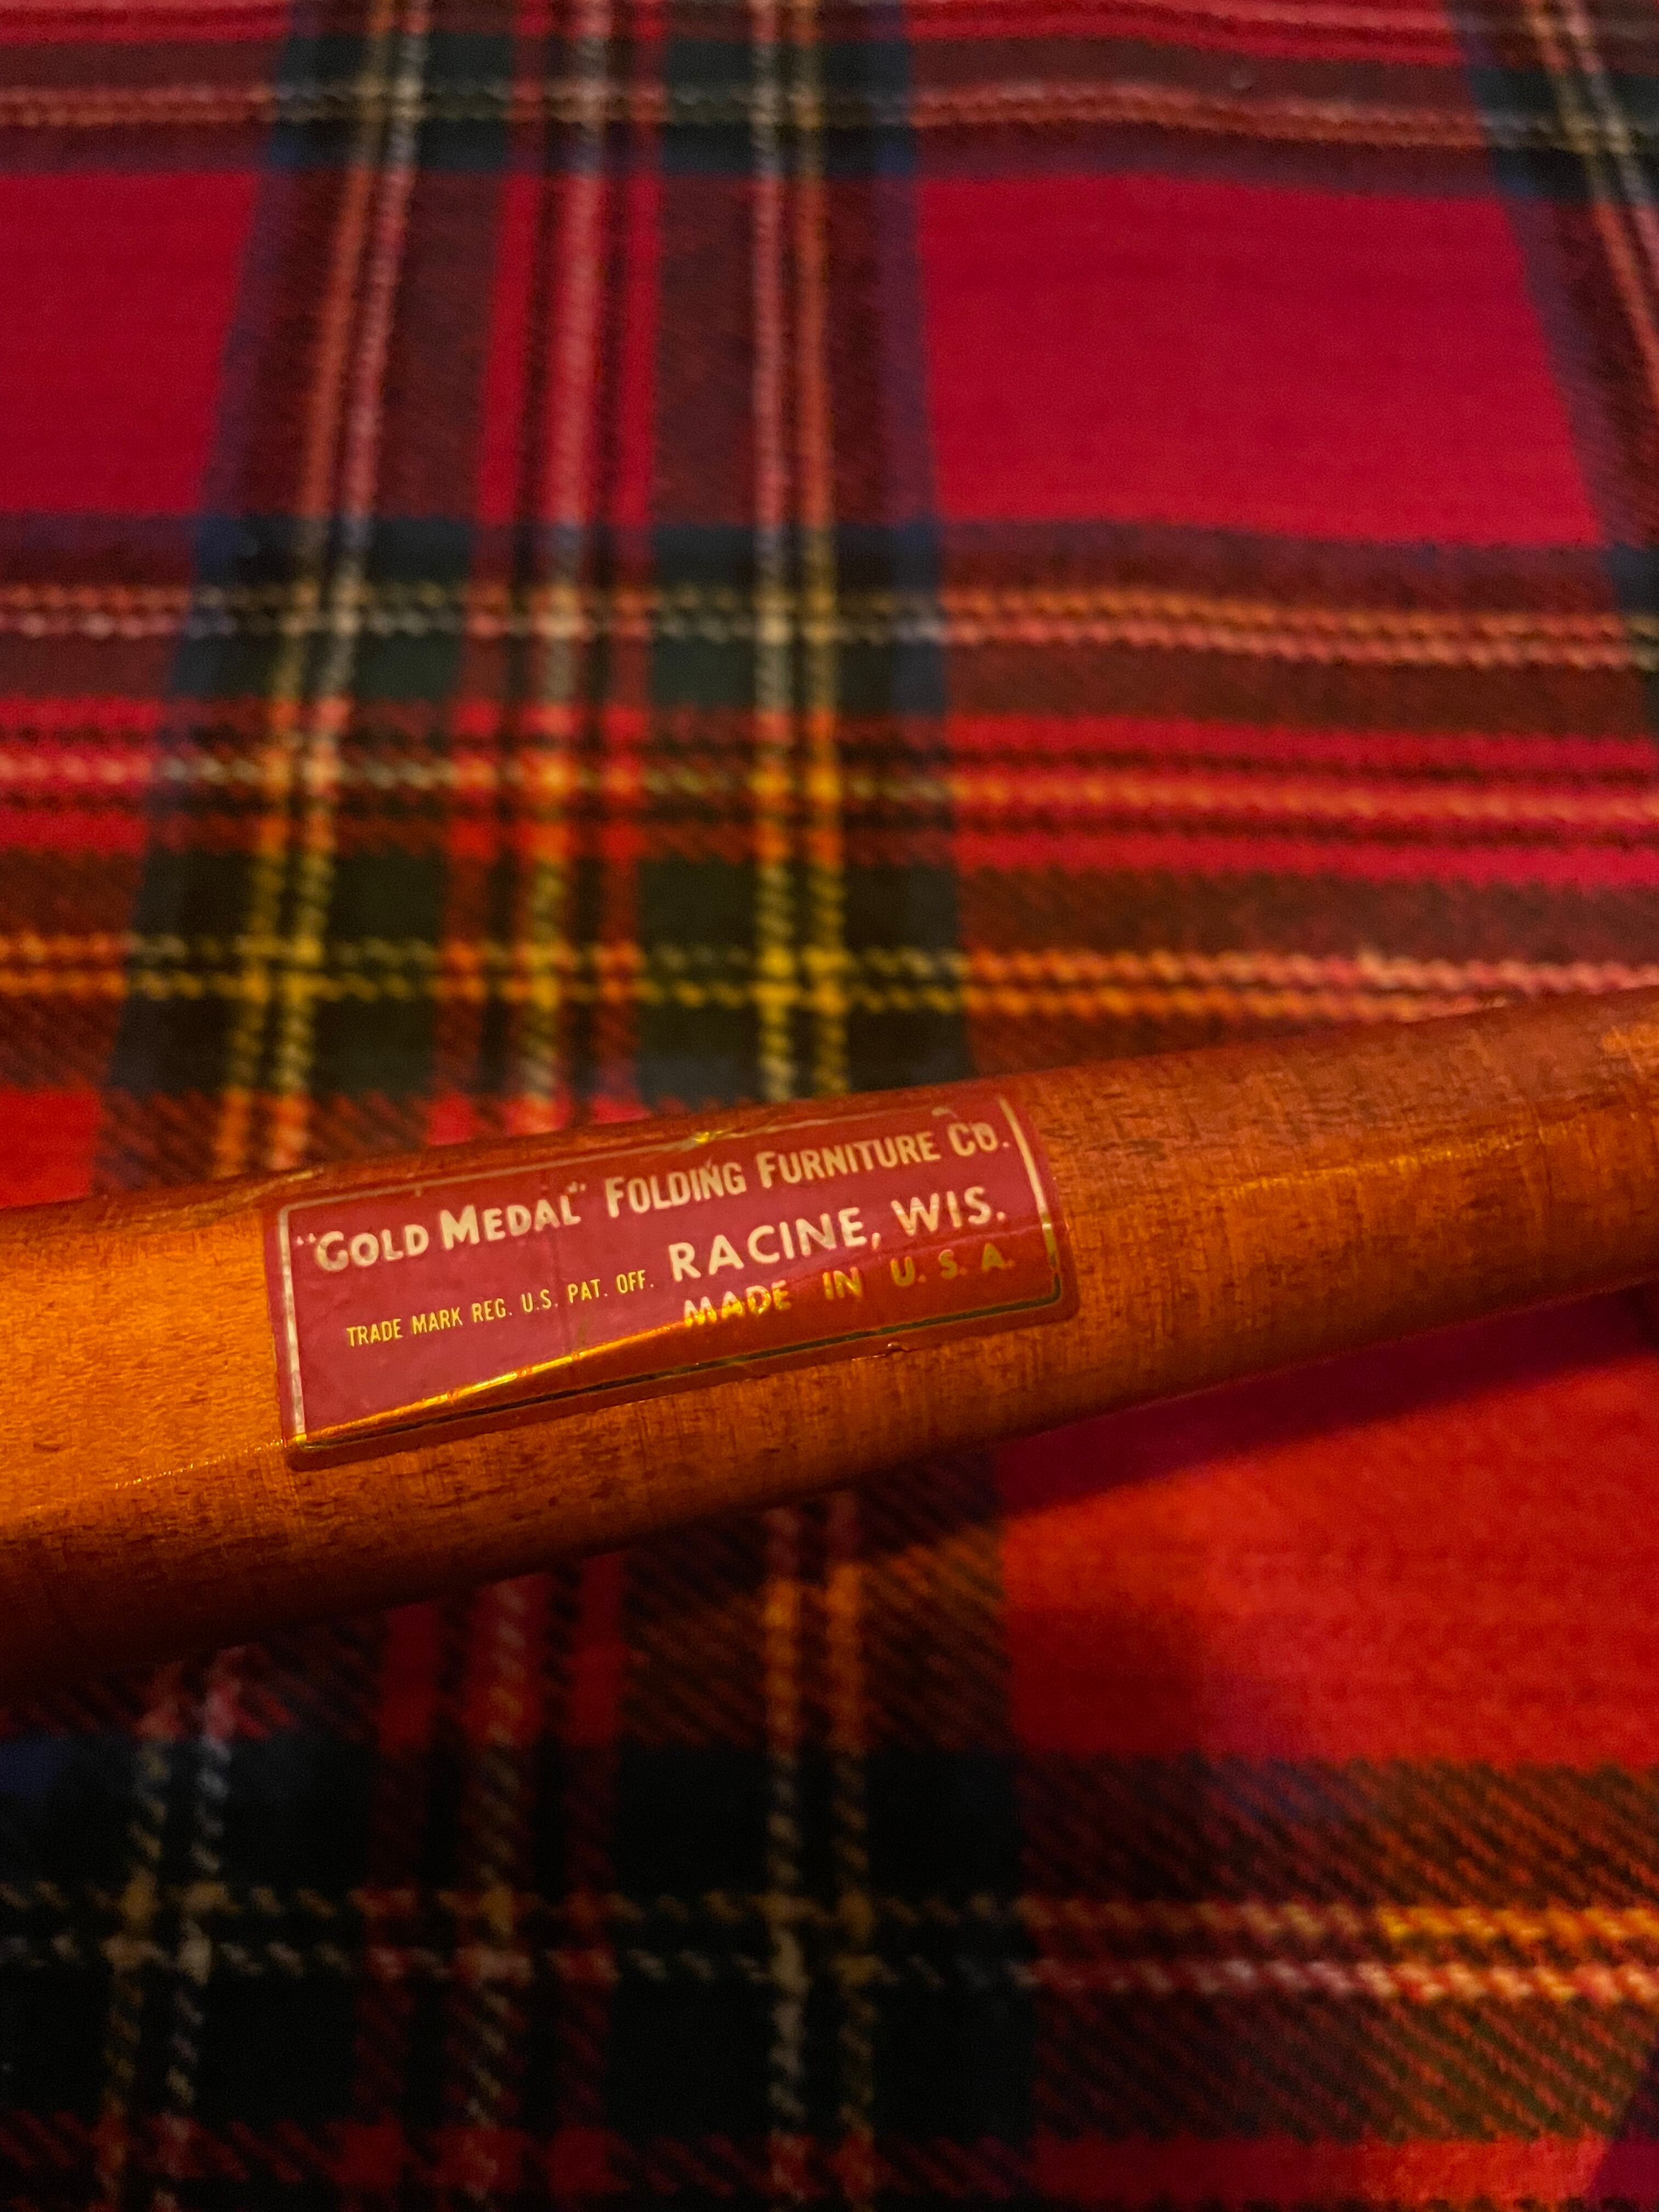 "GOLD MEDAL" FOLDING FURNITURE CO.
TRADE MARK REG. U.S. PAT. OFF. RACINE, WIS.
MADE IN U.S.A.